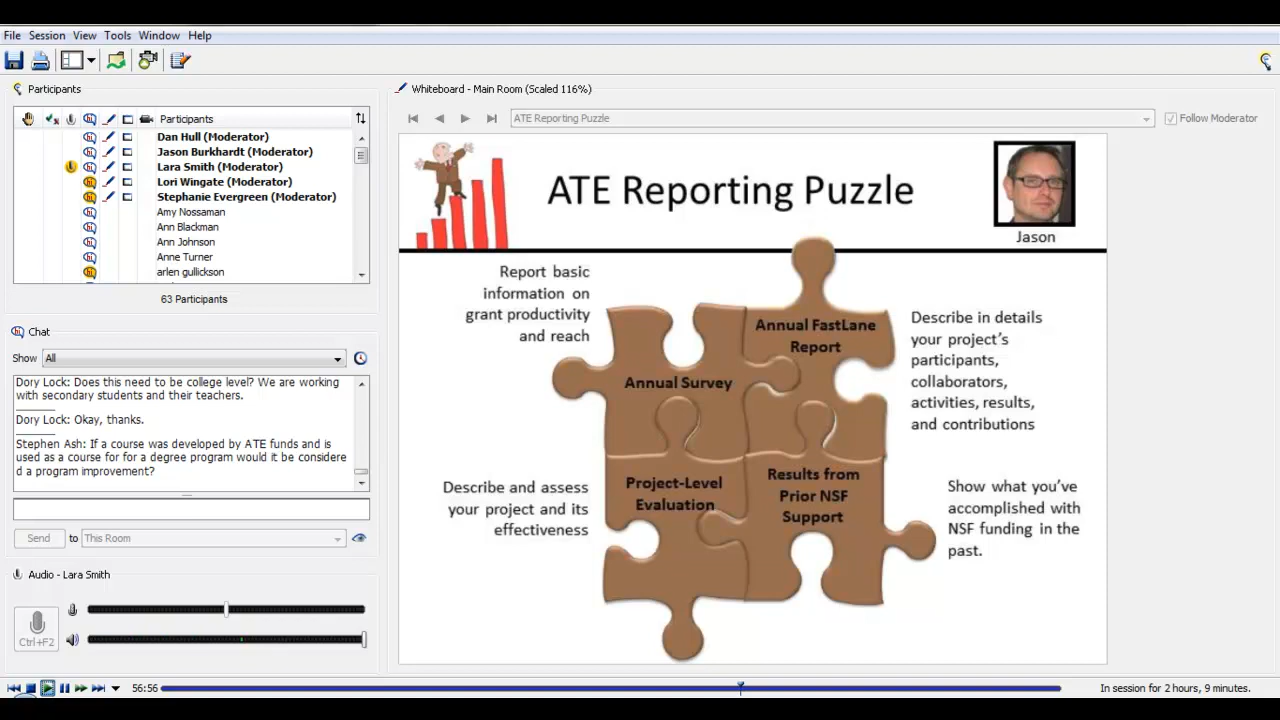 File Session View Tools Window Help
Participants
Participants
Dan Hull (Moderator)
Jason Burkhardt (Moderator)
Lara Smith (Moderator)
Lori Wingate (Moderator)
Stephanie Evergreen (Moderator)
Amy Nossaman
Ann Blackman
Ann Johnson
Anne Turner
arlen gullickson
63 Participants
Chat
Show All
Dory Lock: Does this need to be college level? We are working
with secondary students and their teachers.
Dory Lock: Okay, thanks.
Stephen Ash: If a course was developed by ATE funds and is
used as a course for for a degree program would it be considere
d a program improvement?
Send to This Room
Audio - Lara Smith
Ctrl+F2
Whiteboard - Main Room (Scaled 116%)
ATE Reporting Puzzle Follow Moderator
ATE Reporting Puzzle
Jason
Report basic
information on
grant productivity
and reach
Annual Survey
Annual FastLane
Report
Describe in details
your project's
participants,
collaborators,
activities, results,
and contributions
Describe and assess
your project and its
effectiveness
Project-Level
Evaluation
Results from
Prior NSF
Support
Show what you've
accomplished with
NSF funding in the
past.
56:56
In session for 2 hours, 9 minutes.